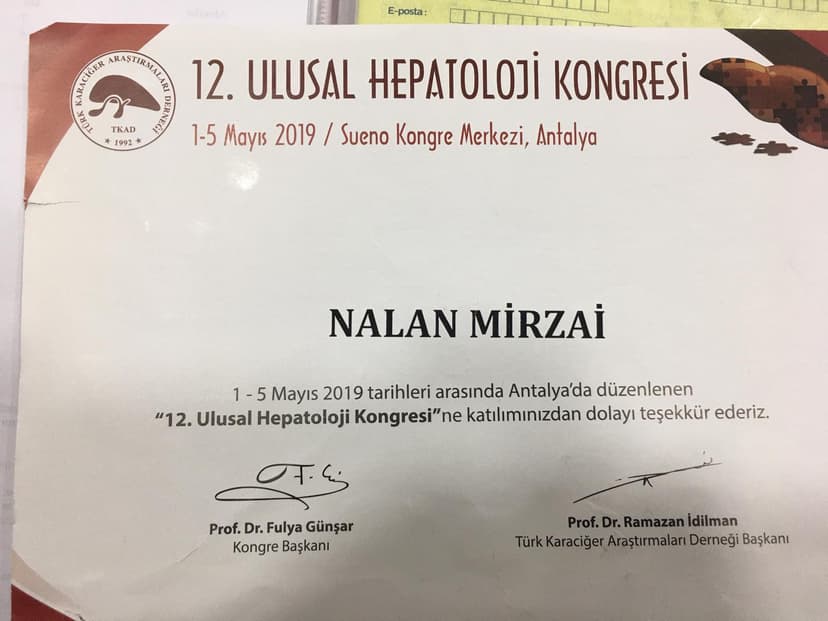 E-posta :
TÜRK KARACİĞER ARAŞTIRMALARI DERNEĞİ
TKAD
1992
12. ULUSAL HEPATOLOJİ KONGRESİ
1-5 Mayıs 2019 / Sueno Kongre Merkezi, Antalya
NALAN MİRZAİ
1 - 5 Mayıs 2019 tarihleri arasında Antalya’da düzenlenen
“12. Ulusal Hepatoloji Kongresi”ne katılımınızdan dolayı teşekkür ederiz.
Prof. Dr. Fulya Günşar
Kongre Başkanı
Prof. Dr. Ramazan İdilman
Türk Karaciğer Araştırmaları Derneği Başkanı